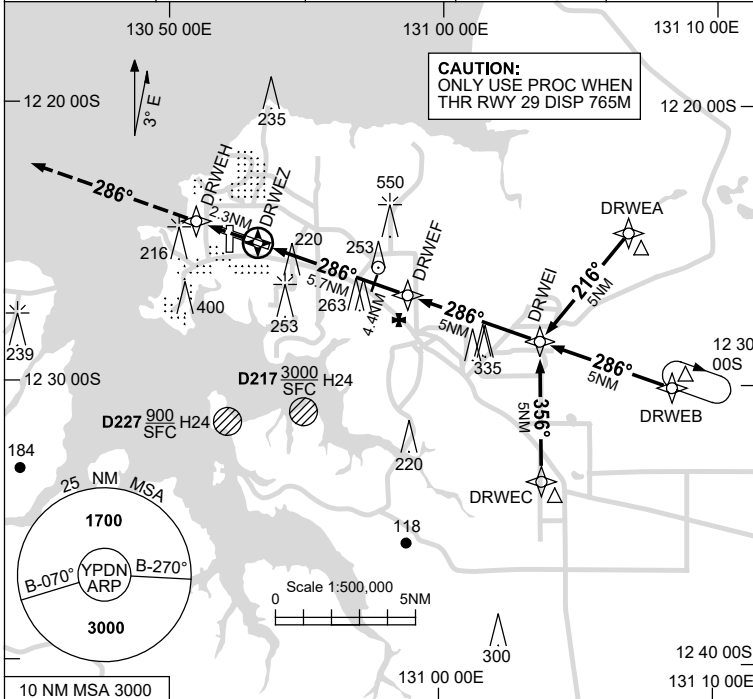 130 50 00E
131 00 00E
131 10 00E
CAUTION:
ONLY USE PROC WHEN
THR RWY 29 DISP 765M
12 20 00S
12 20 00S
3° E
235
286°
DRWEH
DRWEZ
2.3NM
550
216
220
253
DRWEF
DRWEA
286°
5.7NM
216°
5NM
DRWEI
400
253
263
4.4NM
286°
5NM
335
286°
5NM
239
12 30
00S
12 30 00S
D217 3000 H24
SFC
DRWEB
D227 900 H24
SFC
356°
5NM
220
184
DRWEC
25 NM MSA
1700
118
B-070°
YPDN
ARP
B-270°
Scale 1:500,000
0
5NM
3000
300
12 40 00S
10 NM MSA 3000
131 00 00E
131 10 00E